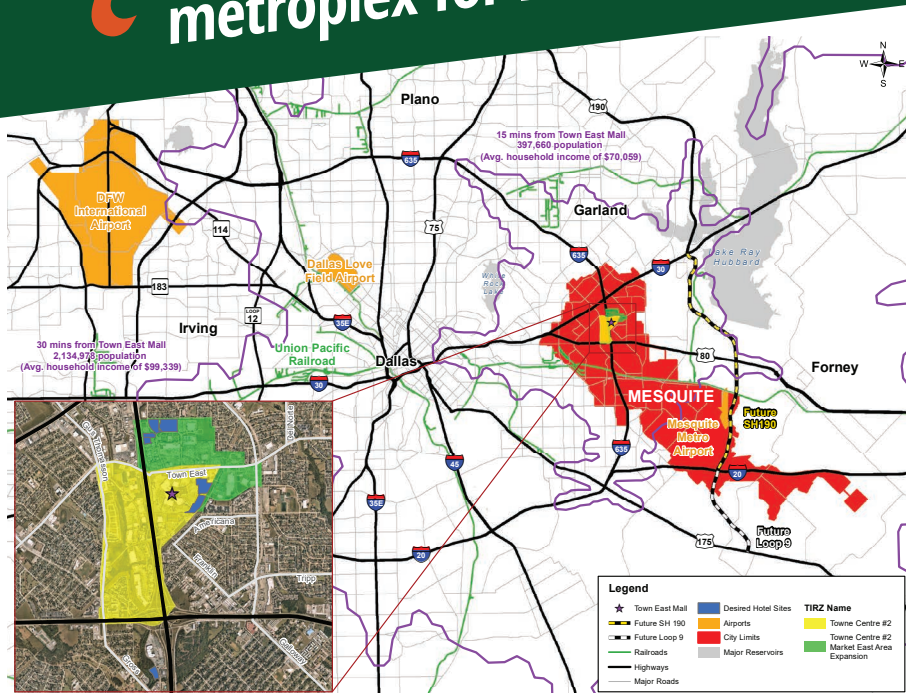 metroplex for
N
W
E
S
Plano
190
15 mins from Town East Mall
397,660 population
(Avg. household income of $70,059)
635
DFW
International
Airport
Garland
114
75
635
Lake Ray
Hubbard
30
Dallas Love
Field Airport
White
Rock
Lake
183
LOOP
12
35E
Irving
30 mins from Town East Mall
2,134,978 population
(Avg. household income of $99,339)
Union Pacific
Railroad
Dallas
80
Forney
30
MESQUITE
Future
SH190
Mesquite
Metro
Airport
635
45
20
35E
Gus Thomasson
Town East
Americana
Franklin
Tripp
Galloway
175
Future
Loop 9
20
Legend
Town East Mall
Future SH 190
Future Loop 9
Railroads
Highways
Major Roads
Desired Hotel Sites
Airports
City Limits
Major Reservoirs
TIRZ Name
Towne Centre #2
Towne Centre #2
Market East Area
Expansion